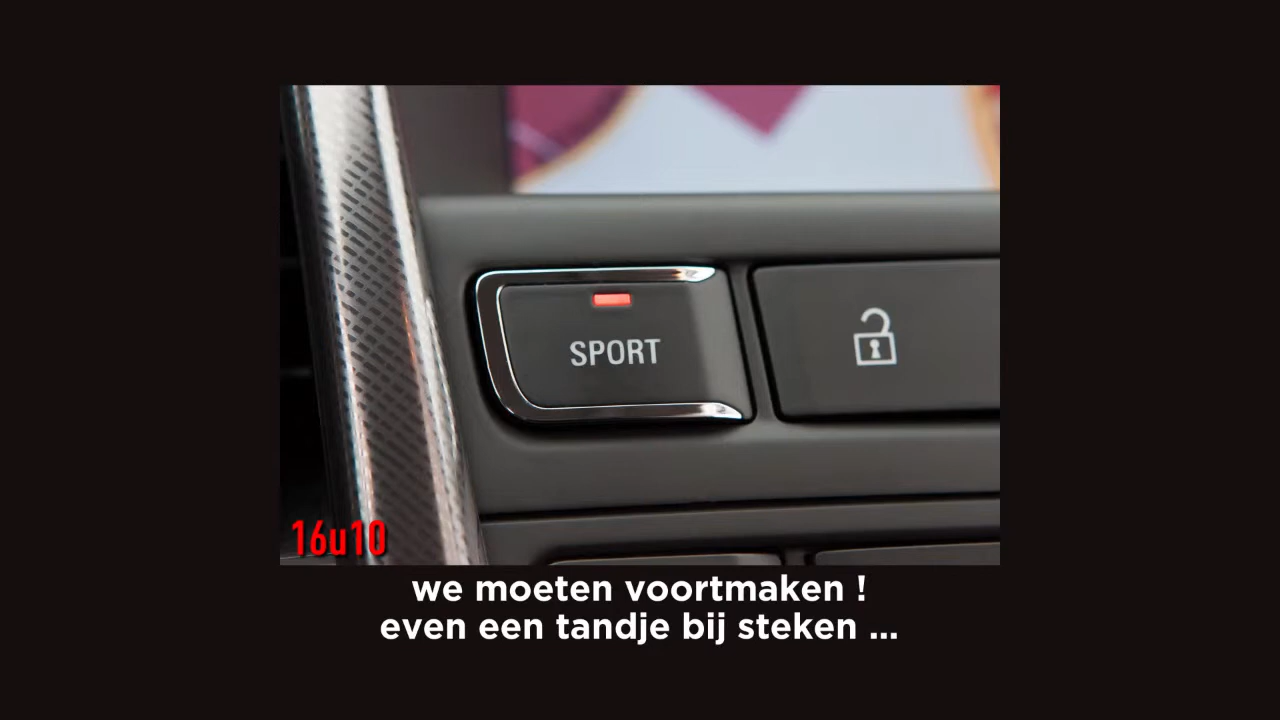 SPORT
16u10
we moeten voortmaken !
even een tandje bij steken ...